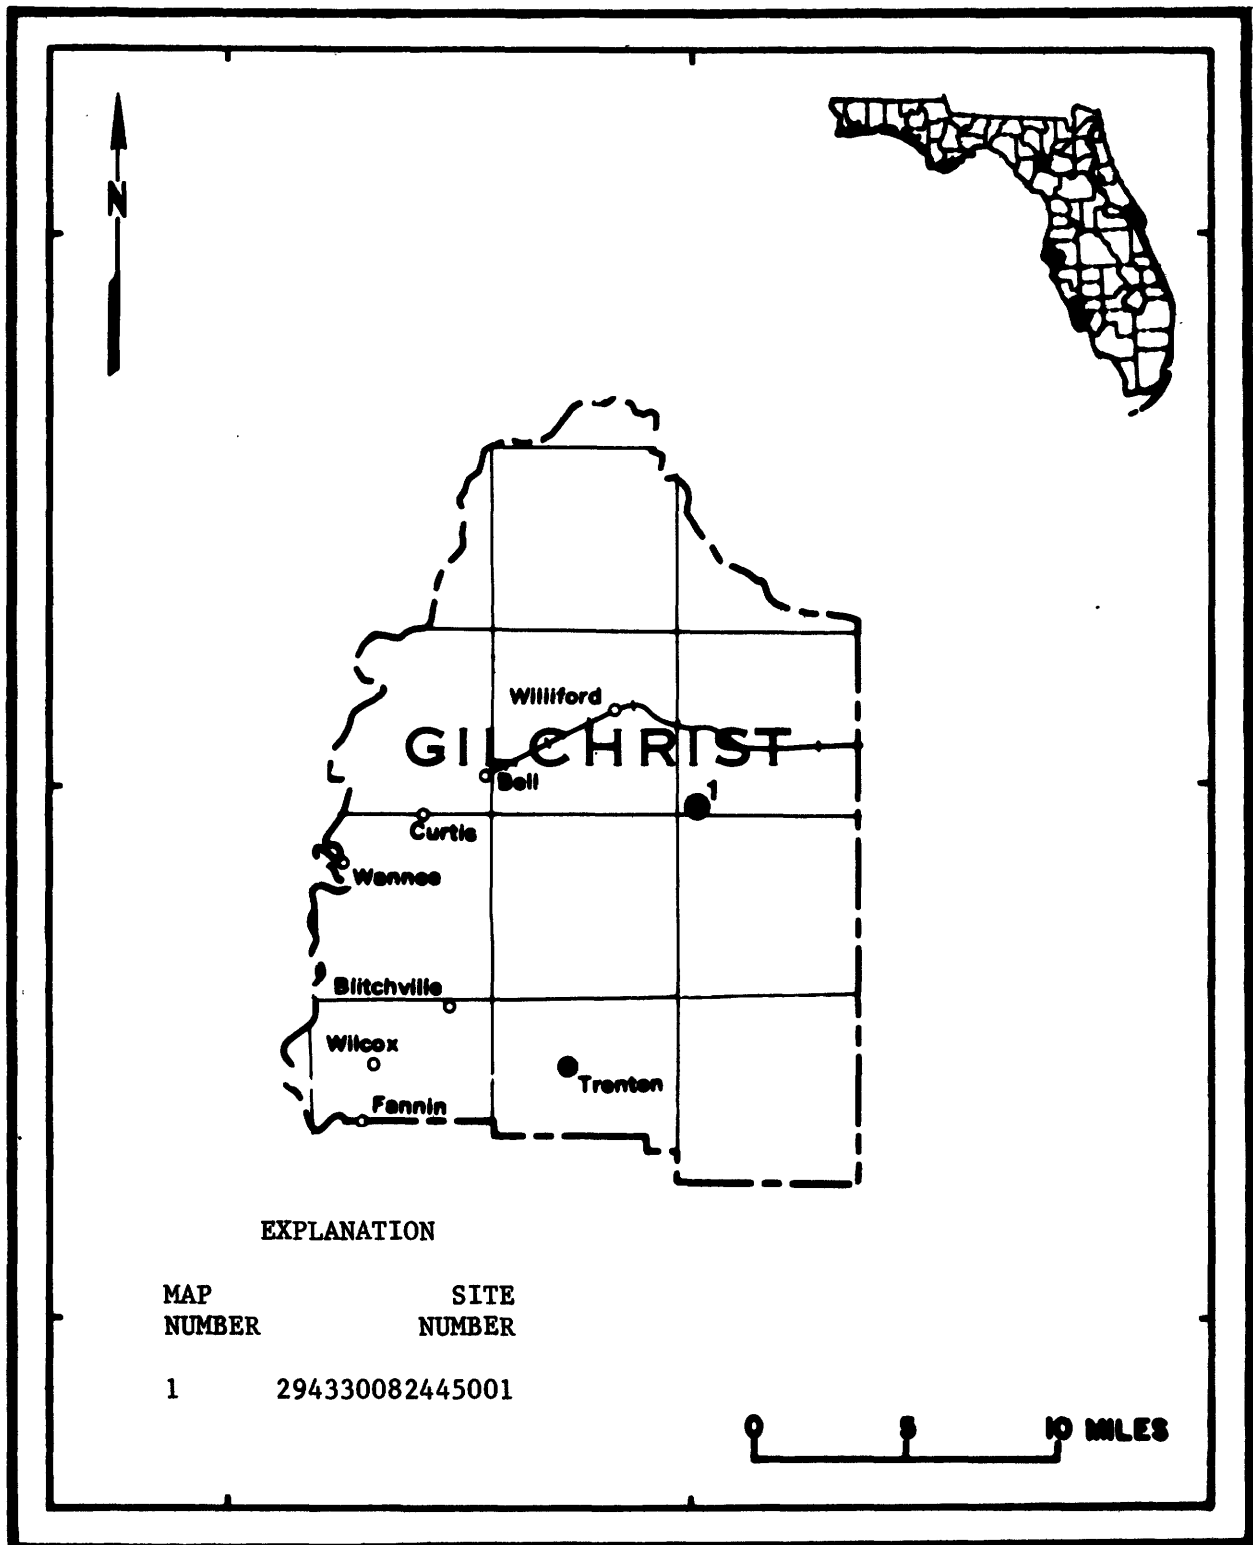 N
Williford
GILCHRIST
Bell
1
Curtis
Wannee
Blitchville
Wilcox
Trenton
Fannin
EXPLANATION
MAP SITE
NUMBER NUMBER
1 294330082445001
0 5 10 MILES